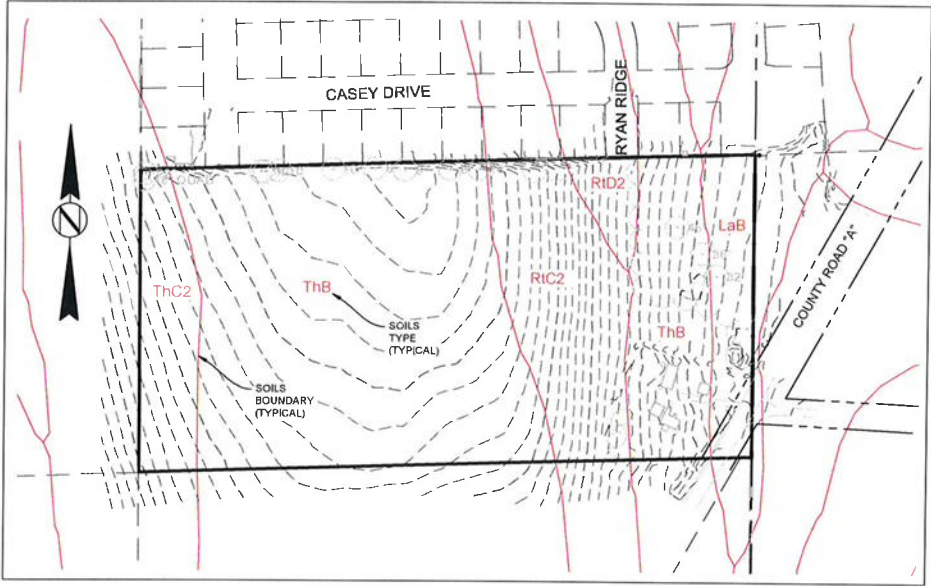 CASEY DRIVE
RYAN RIDGE
RtD2
LaB
COUNTY ROAD "A"
ThC2
ThB
RtC2
SOILS
TYPE
(TYPICAL)
ThB
SOILS
BOUNDARY
(TYPICAL)